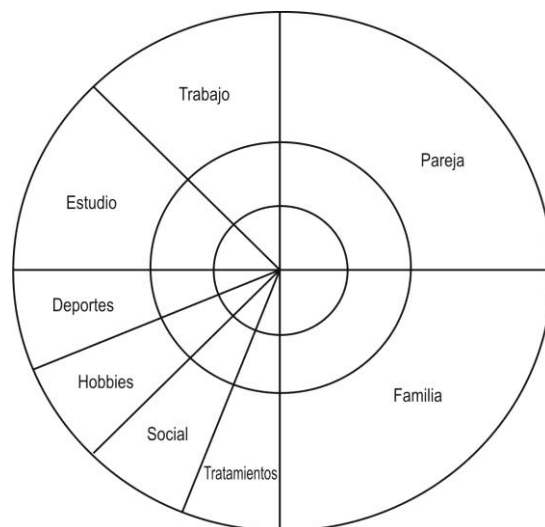 Trabajo
Pareja
Estudio
Deportes
Hobbies
Familia
Social
Tratamientos